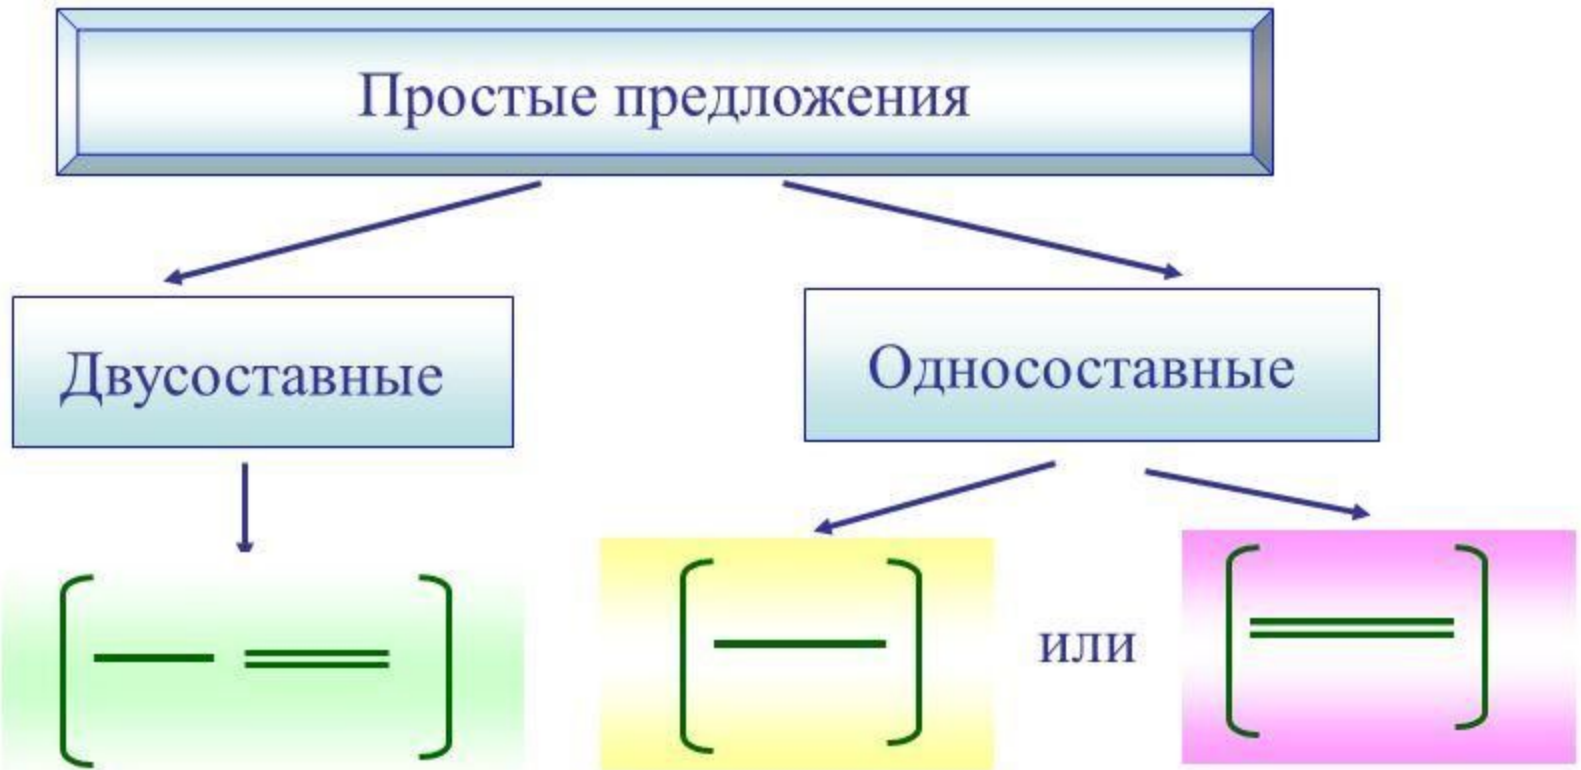 Простые предложения
Двусоставные
Односоставные
или